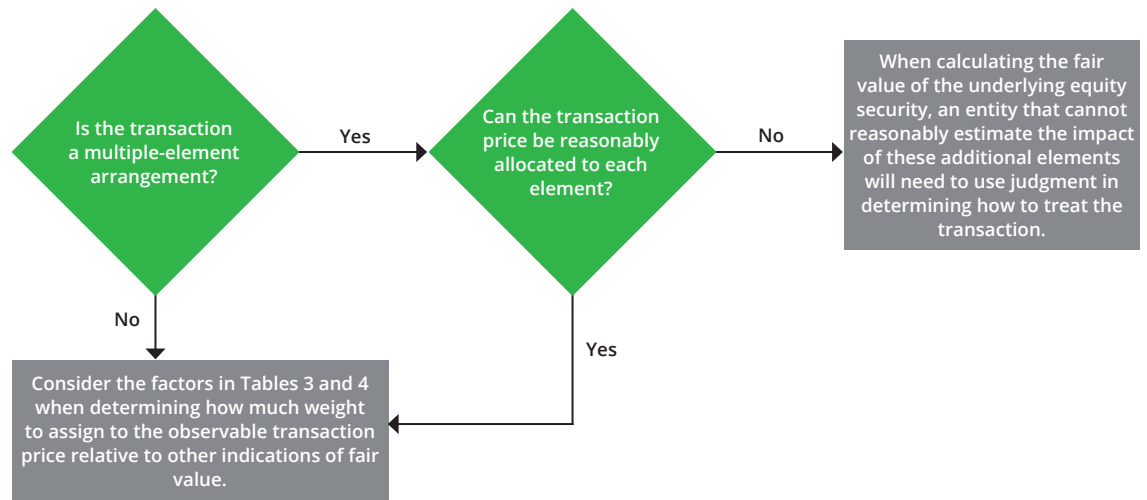 Is the transaction
a multiple-element
arrangement?
Yes
Can the transaction
price be reasonably
allocated to each
element?
No
When calculating the fair
value of the underlying equity
security, an entity that cannot
reasonably estimate the impact
of these additional elements
will need to use judgment in
determining how to treat the
transaction.
No
Yes
Consider the factors in Tables 3 and 4
when determining how much weight
to assign to the observable transaction
price relative to other indications of fair
value.